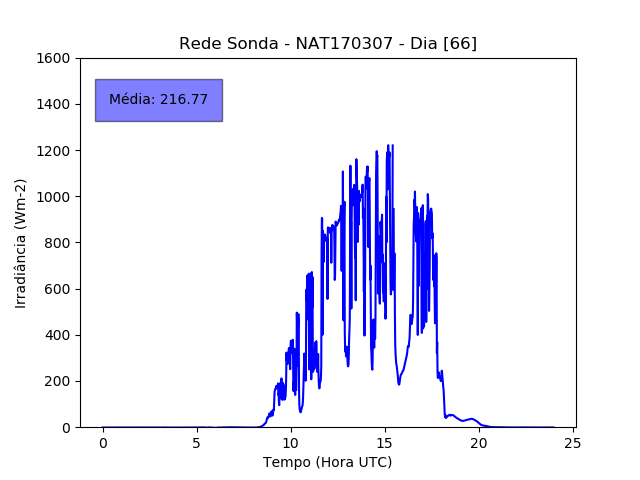 Rede Sonda - NAT170307 - Dia [66]
1600
1400
1200
1000
800
600
400
200
0
Média: 216.77
Irradiância (Wm-2)
0 5 10 15 20 25
Tempo (Hora UTC)